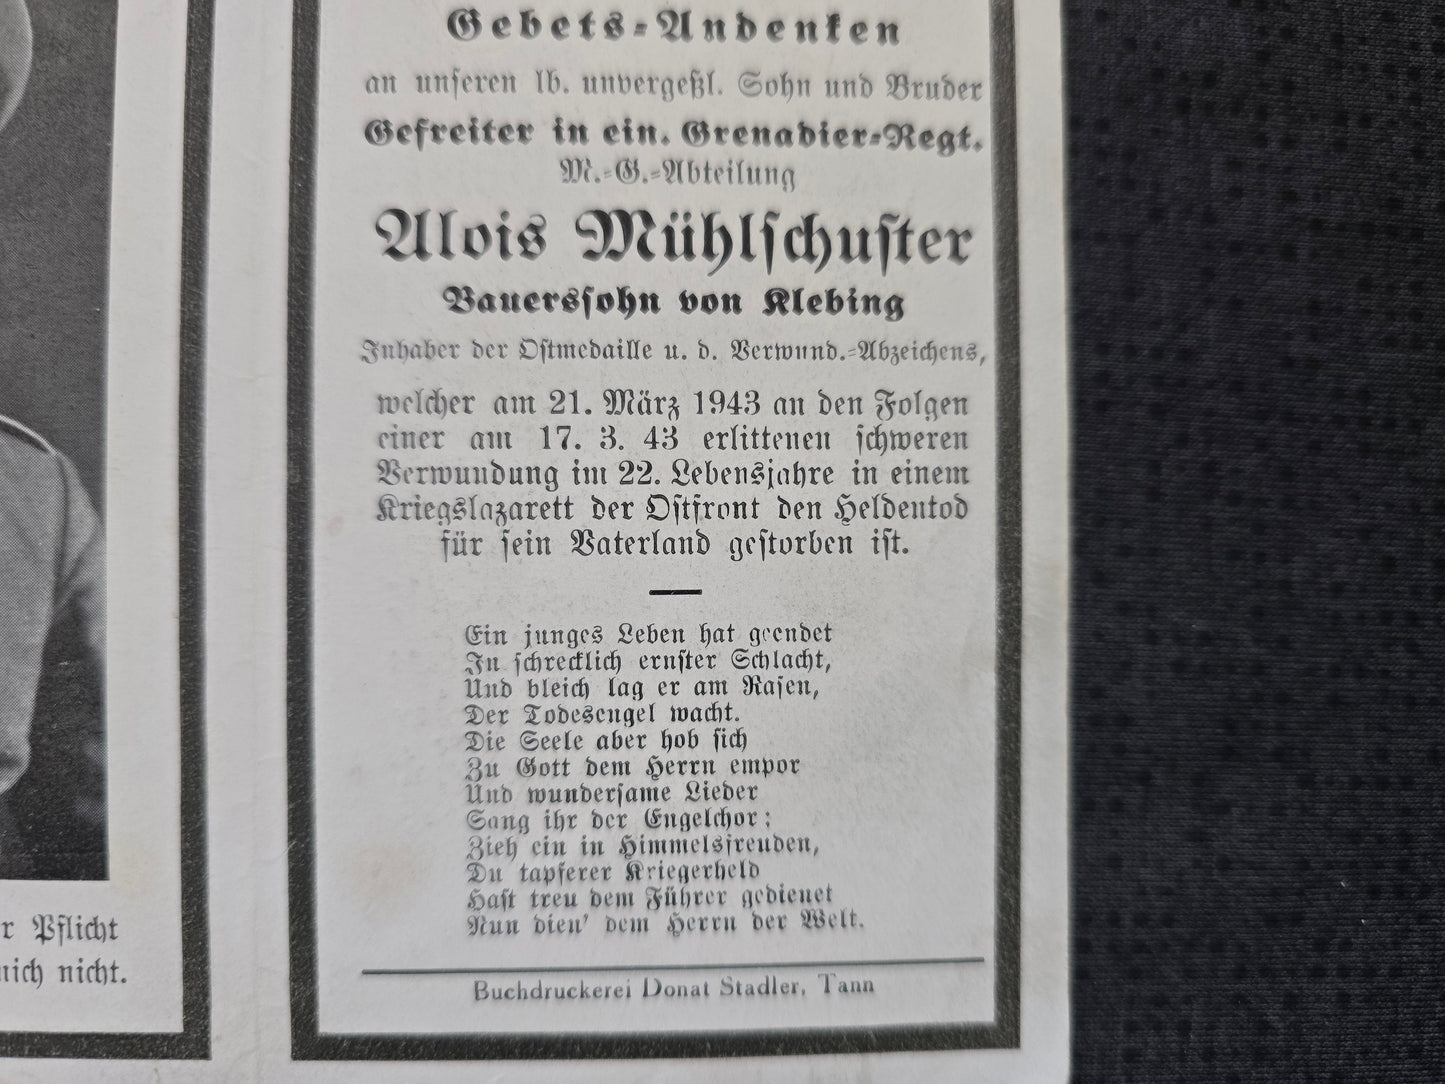 r Pflicht
mich nicht.
Gebets-Andenken
an unseren lb. unvergeßl. Sohn und Bruder
Gefreiter in ein. Grenadier-Regt.
M.-G.-Abteilung
Alois Mühlschuster
Bauerssohn von Klebing
Inhaber der Ostmedaille u. d. Verwund.-Abzeichens,
welcher am 21. März 1943 an den Folgen
einer am 17. 3. 43 erlittenen schweren
Verwundung im 22. Lebensjahre in einem
Kriegslazarett der Ostfront den Heldentod
für sein Vaterland gestorben ist.
Ein junges Leben hat geendet
In schrecklich ernster Schlacht,
Und bleich lag er am Rasen,
Der Todesengel wacht.
Die Seele aber hob sich
Zu Gott dem Herrn empor
Und wundersame Lieder
Sang ihr der Engelchor:
Zieh ein in Himmelsfreuden,
Du tapferer Kriegerheld
Hast treu dem Führer gedienet
Nun dien' dem Herrn der Welt.
Buchdruckerei Donat Stadler, Tann